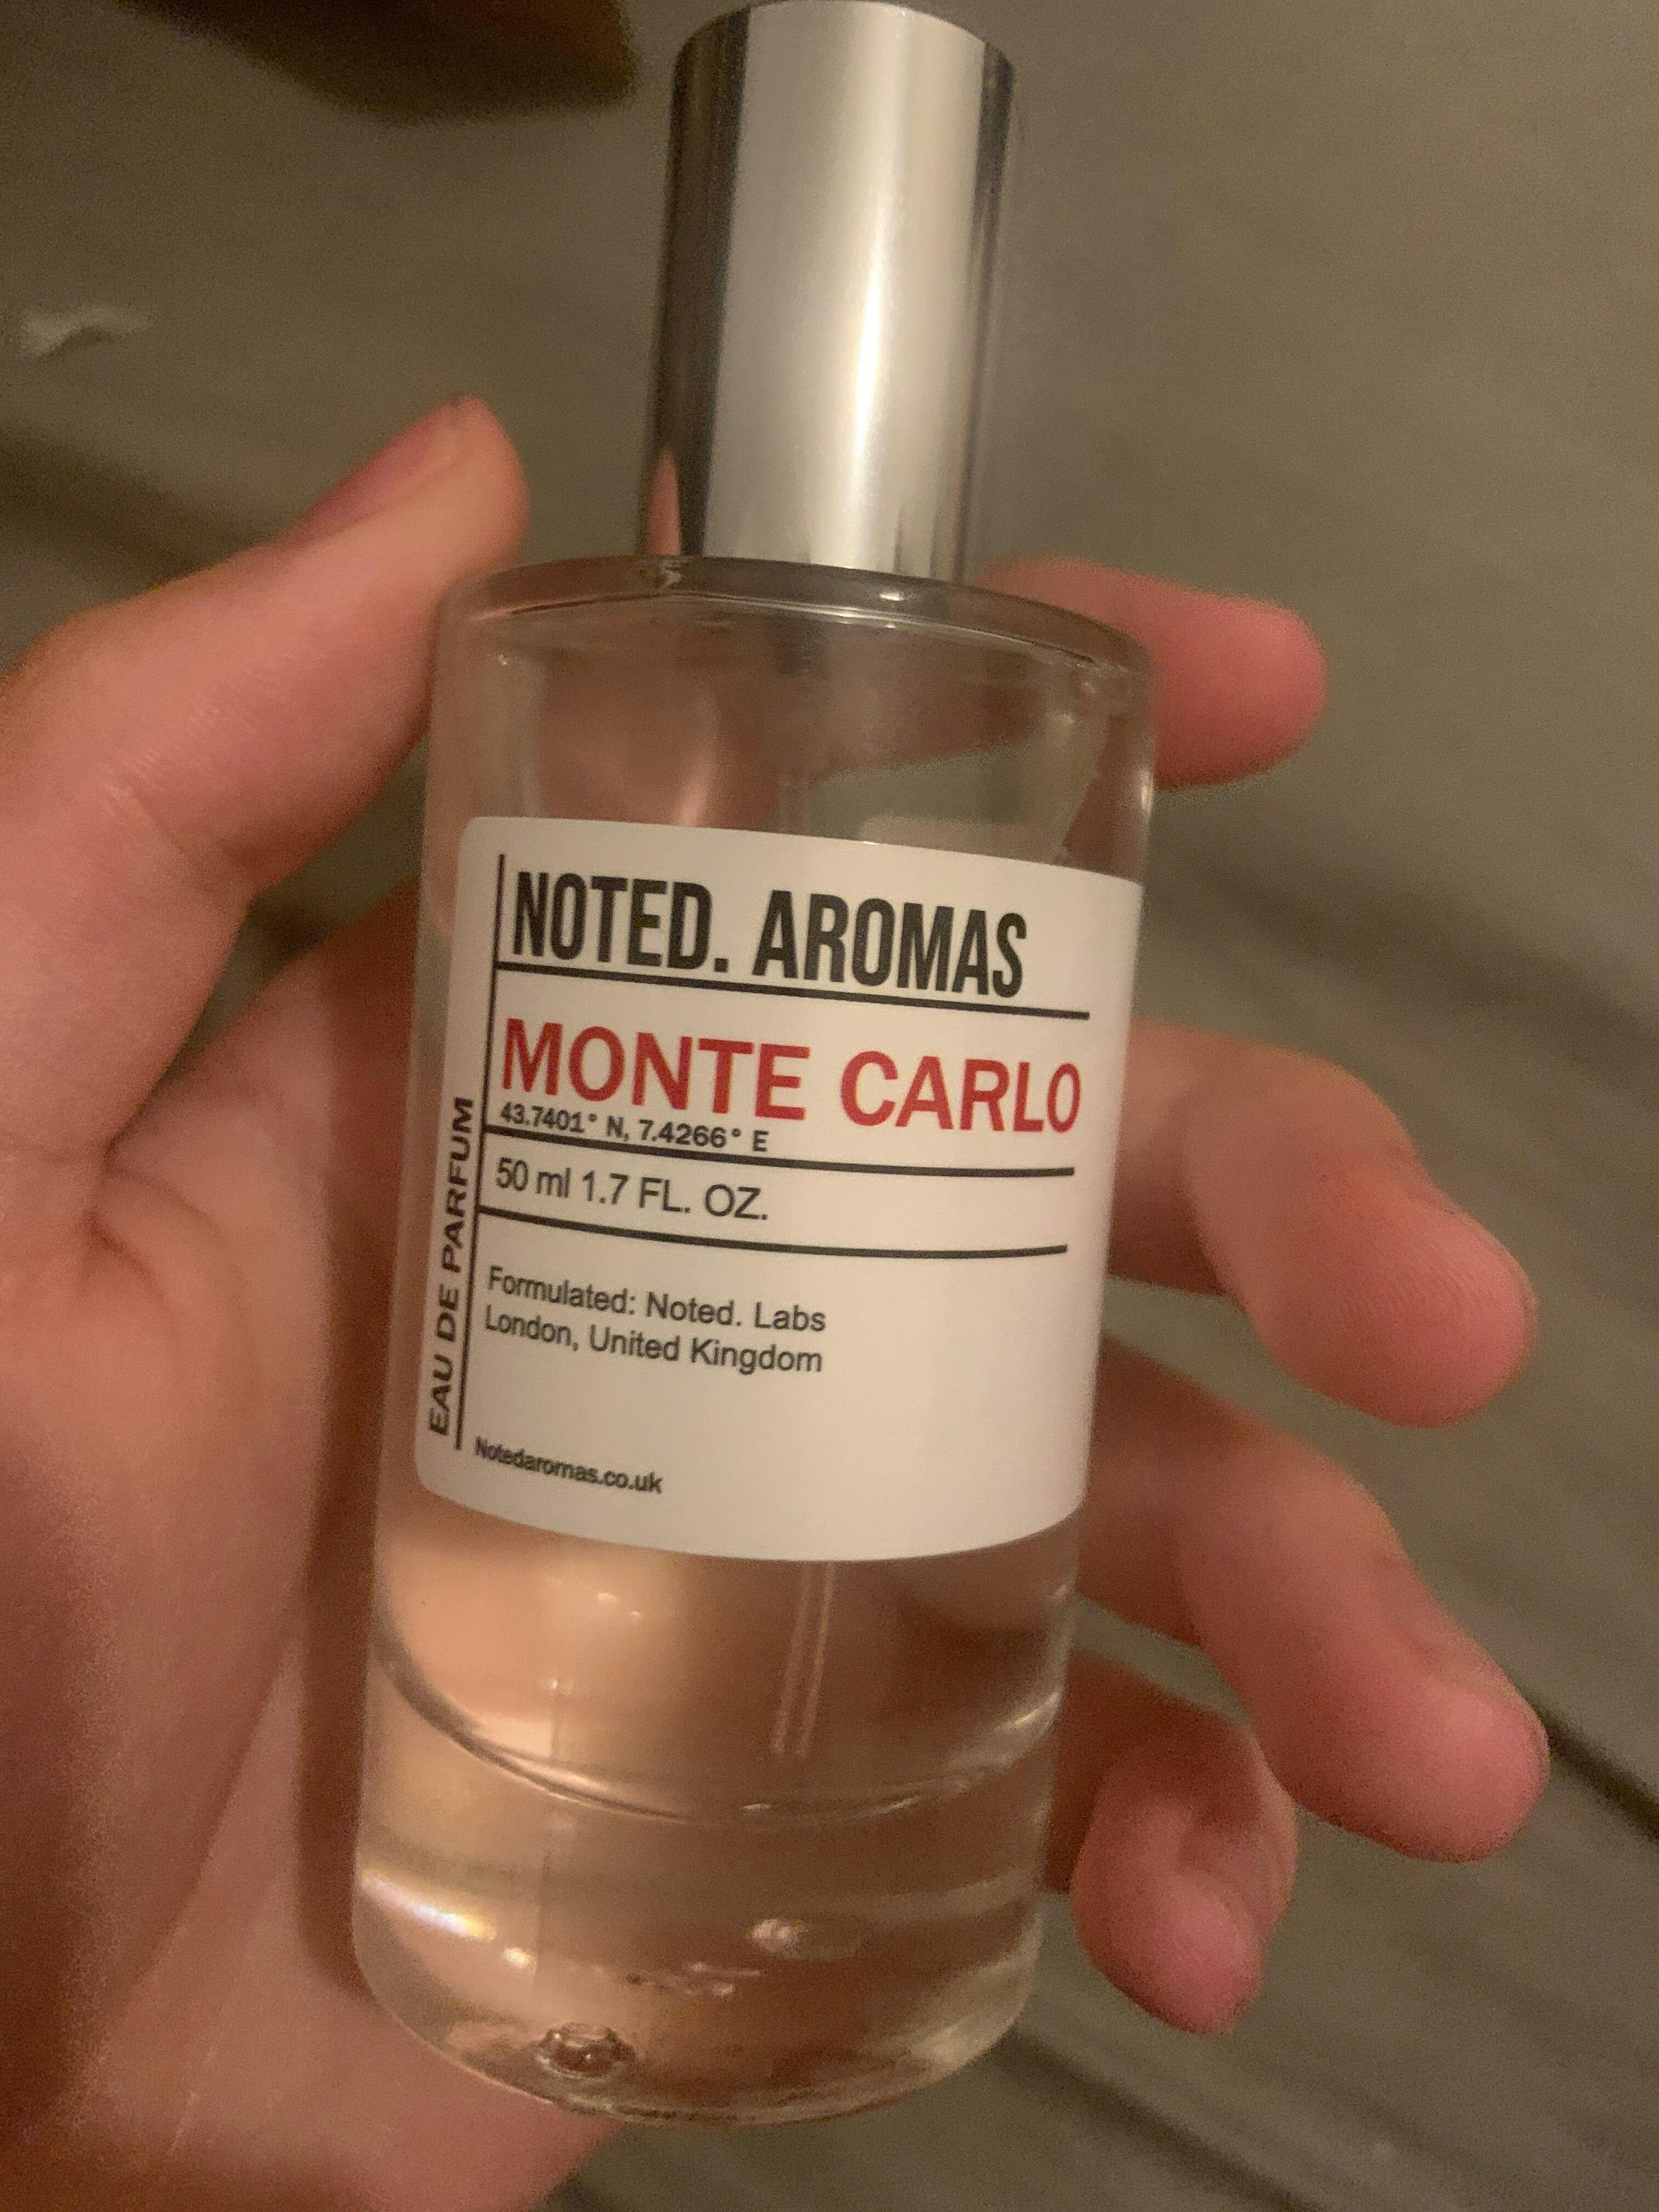 NOTED. AROMAS
MONTE CARLO
43.7401° N, 7.4266° E
50 ml 1.7 FL. OZ.
Formulated: Noted. Labs
London, United Kingdom
Notedaromas.co.uk
EAU DE PARFUM